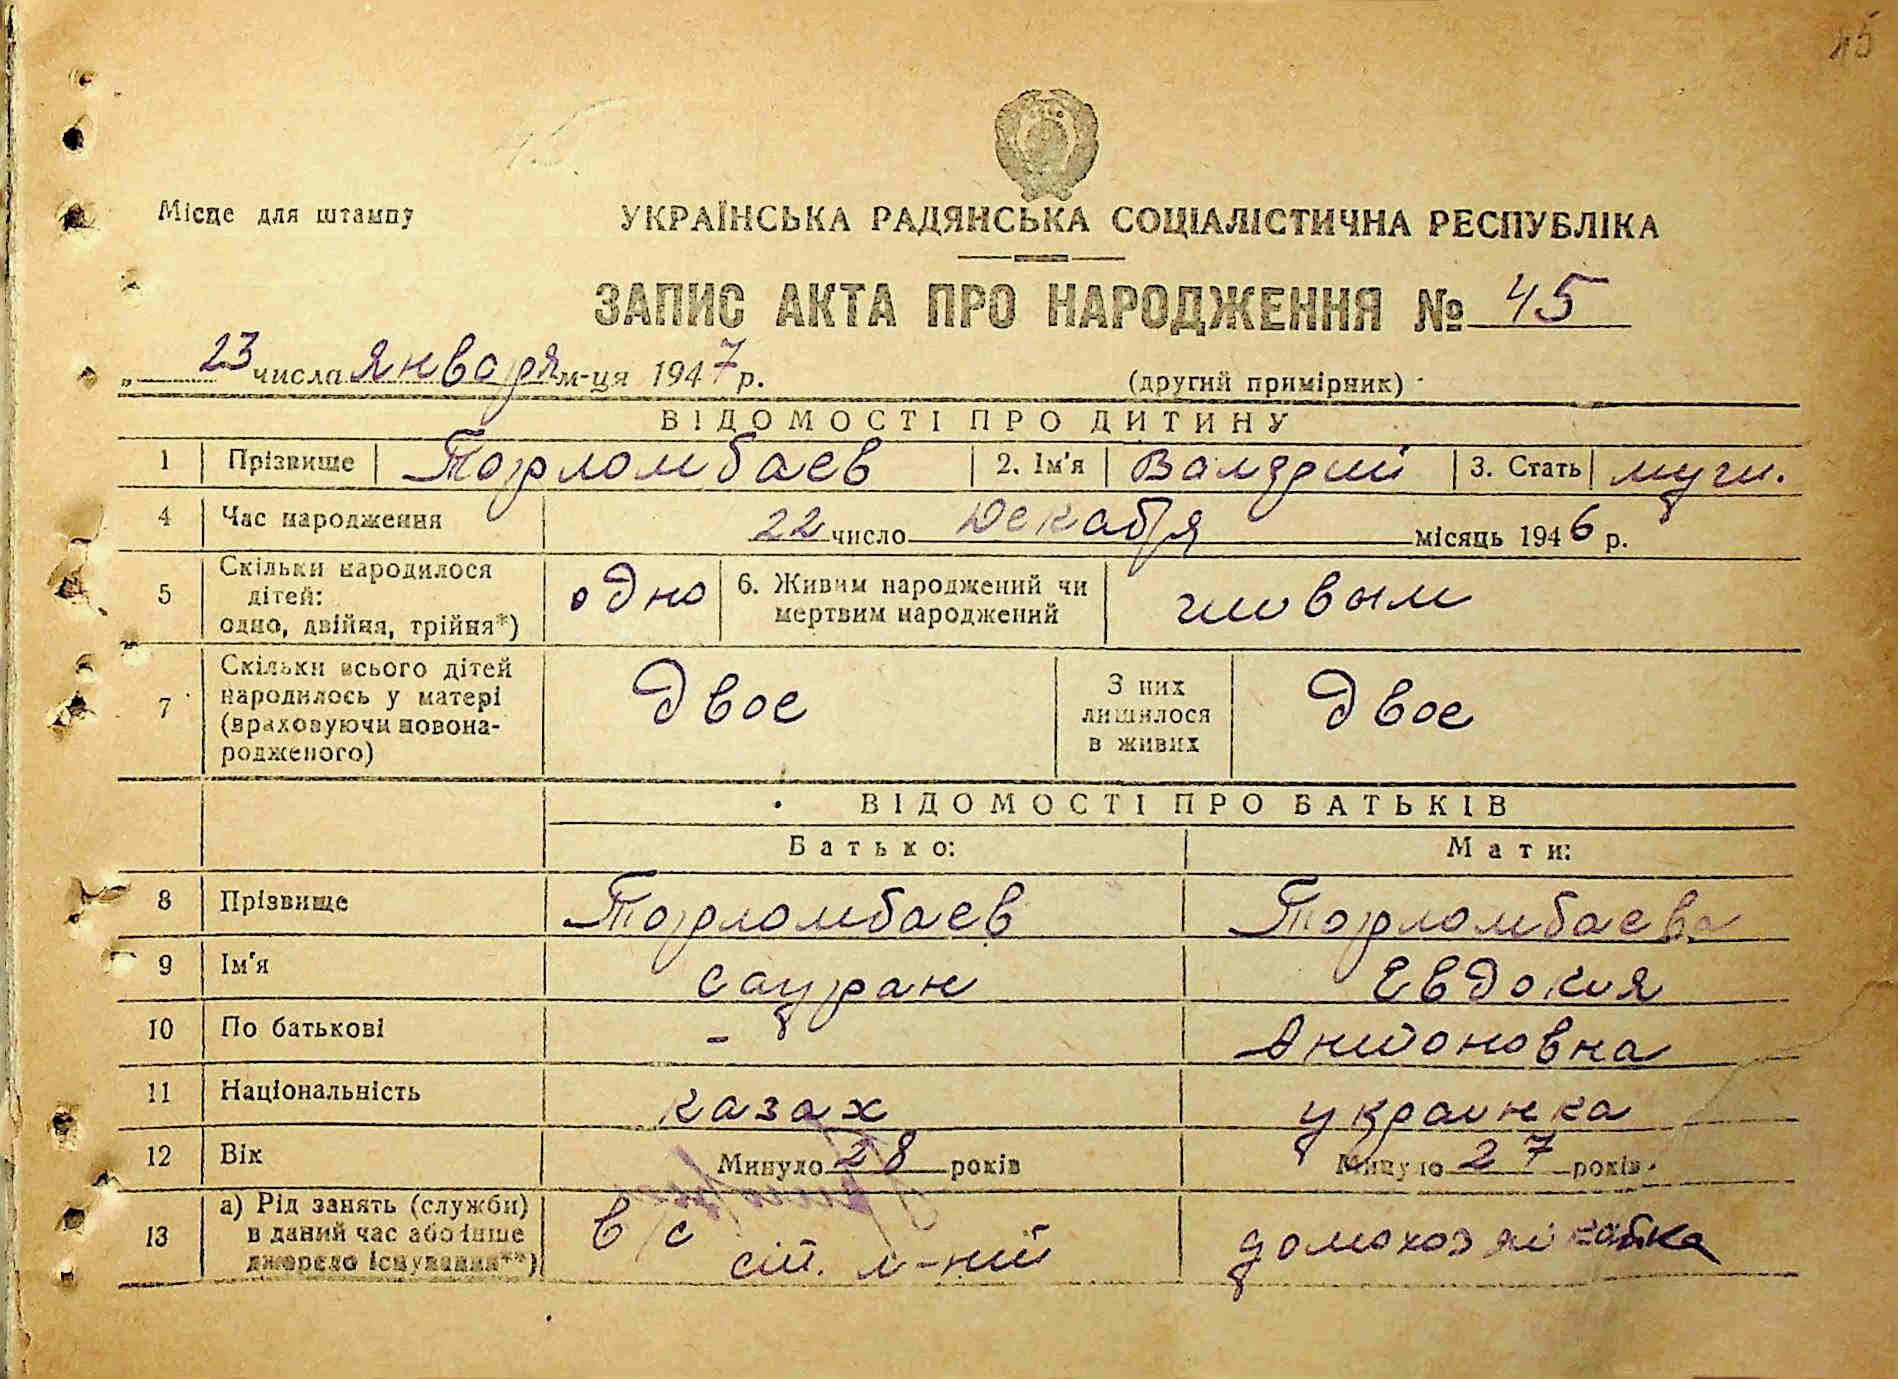 45
Місце для штампу
УКРАЇНСЬКА РАДЯНСЬКА СОЦІАЛІСТИЧНА РЕСПУБЛІКА
ЗАПИС АКТА ПРО НАРОДЖЕННЯ № 45
„ 23 числа января м-ця 1947 р. (другий примірник)
ВІДОМОСТІ ПРО ДИТИНУ
1 Прізвище Торломбаев 2. Ім'я 3. Стать муж.
4 Час народження 22 число Декабря місяць 1946 р.
5 Скільки народилося дітей: одно, двійня, трійня*) одно 6. Живим народжений чи мертвим народжений живым
7 Скільки всього дітей народилось у матері (враховуючи новонародженого) Двое З них лишилося в живих Двое
ВІДОМОСТІ ПРО БАТЬКІВ
Батько: Мати:
8 Прізвище Торломбаев Торломбаева
9 Ім'я Сауран Евдокия
10 По батькові - Антоновна
11 Національність казах украинка
12 Вік Минуло 28 років Минуло 27 років
13 а) Рід занять (служби) в даний час або інше джерело існування**) в/с ст. л-нт домохозяйка